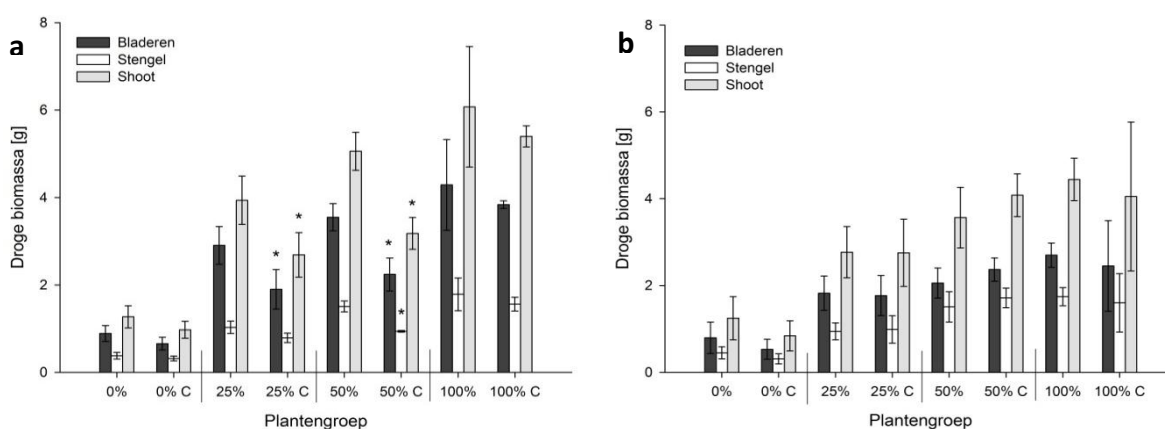 a
8
6
4
2
0
Droge biomassa [g]
Bladeren
Stengel
Shoot
*
*
*
*
*
0% 0% C 25% 25% C 50% 50% C 100% 100% C
Plantengroep
b
8
6
4
2
0
Droge biomassa [g]
Bladeren
Stengel
Shoot
0% 0% C 25% 25% C 50% 50% C 100% 100% C
Plantengroep